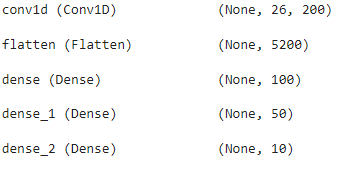 conv1d (Conv1D) (None, 26, 200)
flatten (Flatten) (None, 5200)
dense (Dense) (None, 100)
dense_1 (Dense) (None, 50)
dense_2 (Dense) (None, 10)